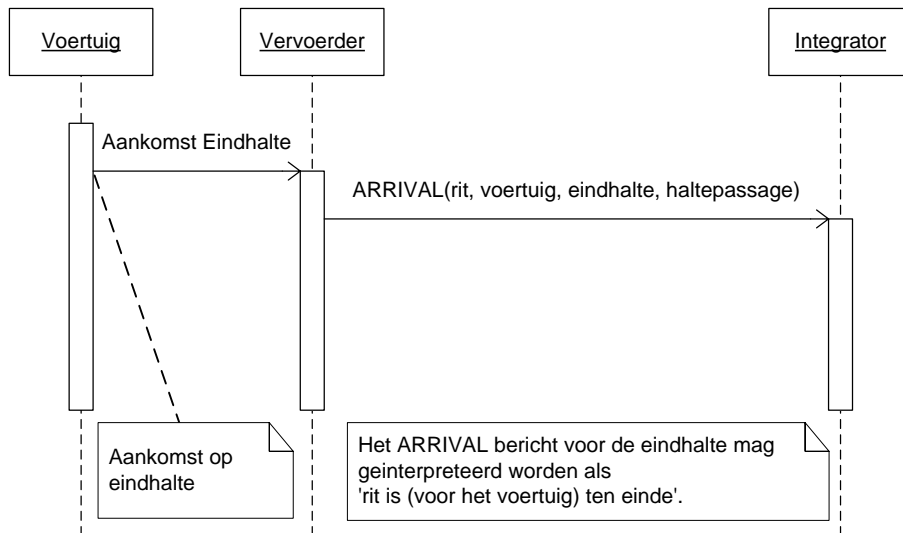 Voertuig
Vervoerder
Integrator
Aankomst Eindhalte
ARRIVAL(rit, voertuig, eindhalte, haltepassage)
Aankomst op
eindhalte
Het ARRIVAL bericht voor de eindhalte mag
geinterpreteerd worden als
'rit is (voor het voertuig) ten einde'.